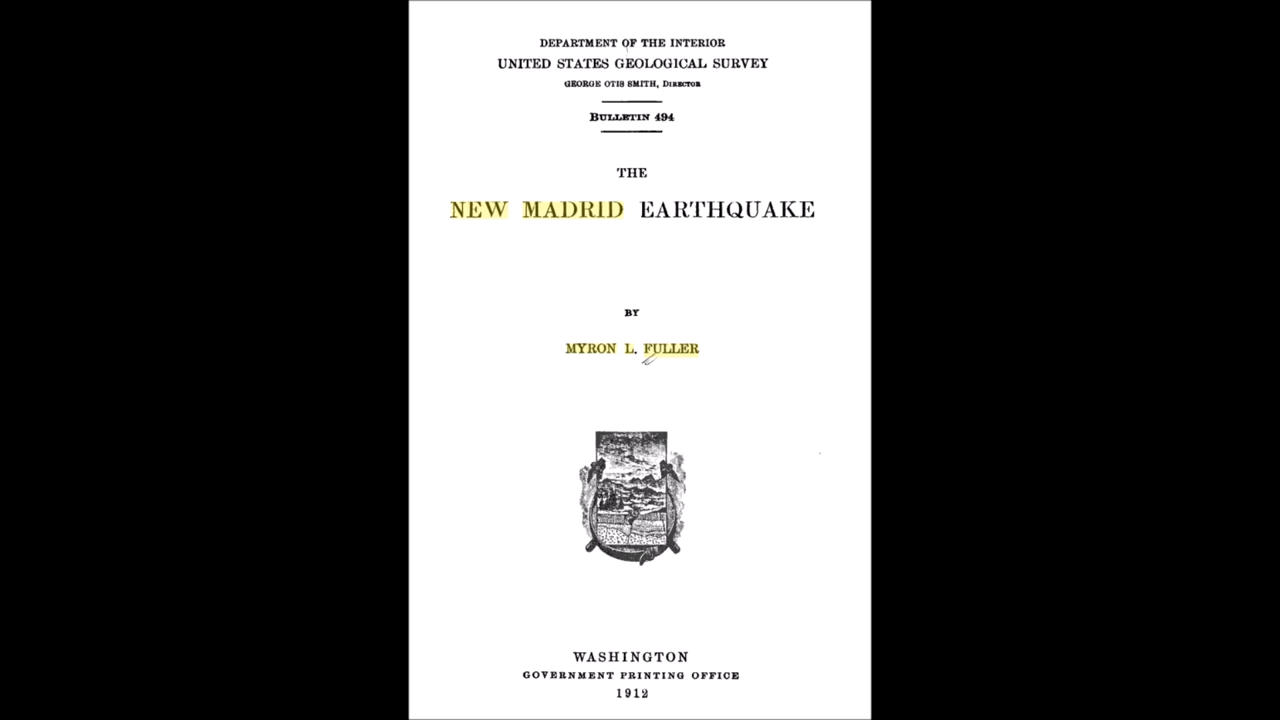 DEPARTMENT OF THE INTERIOR
UNITED STATES GEOLOGICAL SURVEY
GEORGE OTIS SMITH, DIRECTOR
BULLETIN 494
THE
NEW MADRID EARTHQUAKE
BY
MYRON L. FULLER
WASHINGTON
GOVERNMENT PRINTING OFFICE
1912